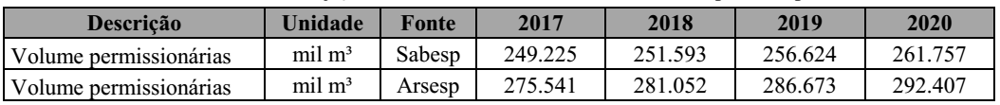 Descrição Unidade Fonte 2017 2018 2019 2020
Volume permissionárias mil m³ Sabesp 249.225 251.593 256.624 261.757
Volume permissionárias mil m³ Arsesp 275.541 281.052 286.673 292.407